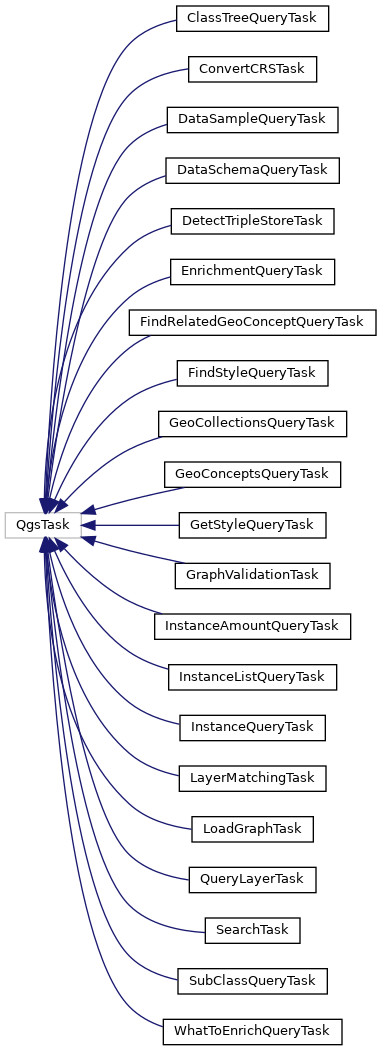 ClassTreeQueryTask
ConvertCRSTask
DataSampleQueryTask
DataSchemaQueryTask
DetectTripleStoreTask
EnrichmentQueryTask
FindRelatedGeoConceptQueryTask
FindStyleQueryTask
GeoCollectionsQueryTask
GeoConceptsQueryTask
QgsTask
GetStyleQueryTask
GraphValidationTask
InstanceAmountQueryTask
InstanceListQueryTask
InstanceQueryTask
LayerMatchingTask
LoadGraphTask
QueryLayerTask
SearchTask
SubClassQueryTask
WhatToEnrichQueryTask